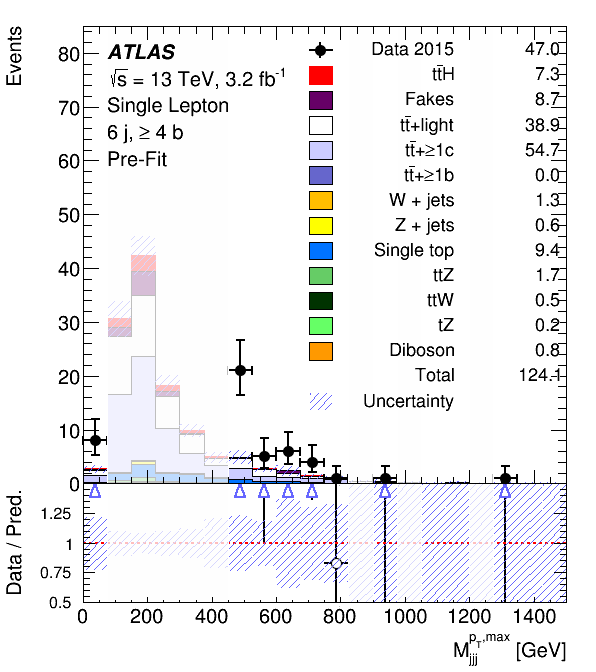 Events
80
70
60
50
40
30
20
10
0
ATLAS
√s = 13 TeV, 3.2 fb⁻¹
Single Lepton
6 j, ≥ 4 b
Pre-Fit
Data 2015 47.0
tt̄H 7.3
Fakes 8.7
tt̄+light 38.9
tt̄+≥1c 54.7
tt̄+≥1b 0.0
W + jets 1.3
Z + jets 0.6
Single top 9.4
ttZ 1.7
ttW 0.5
tZ 0.2
Diboson 0.8
Total 124.1
Uncertainty
Data / Pred.
1.25
1
0.75
0.5
0 200 400 600 800 1000 1200 1400
M_jjj^{p_T,max} [GeV]